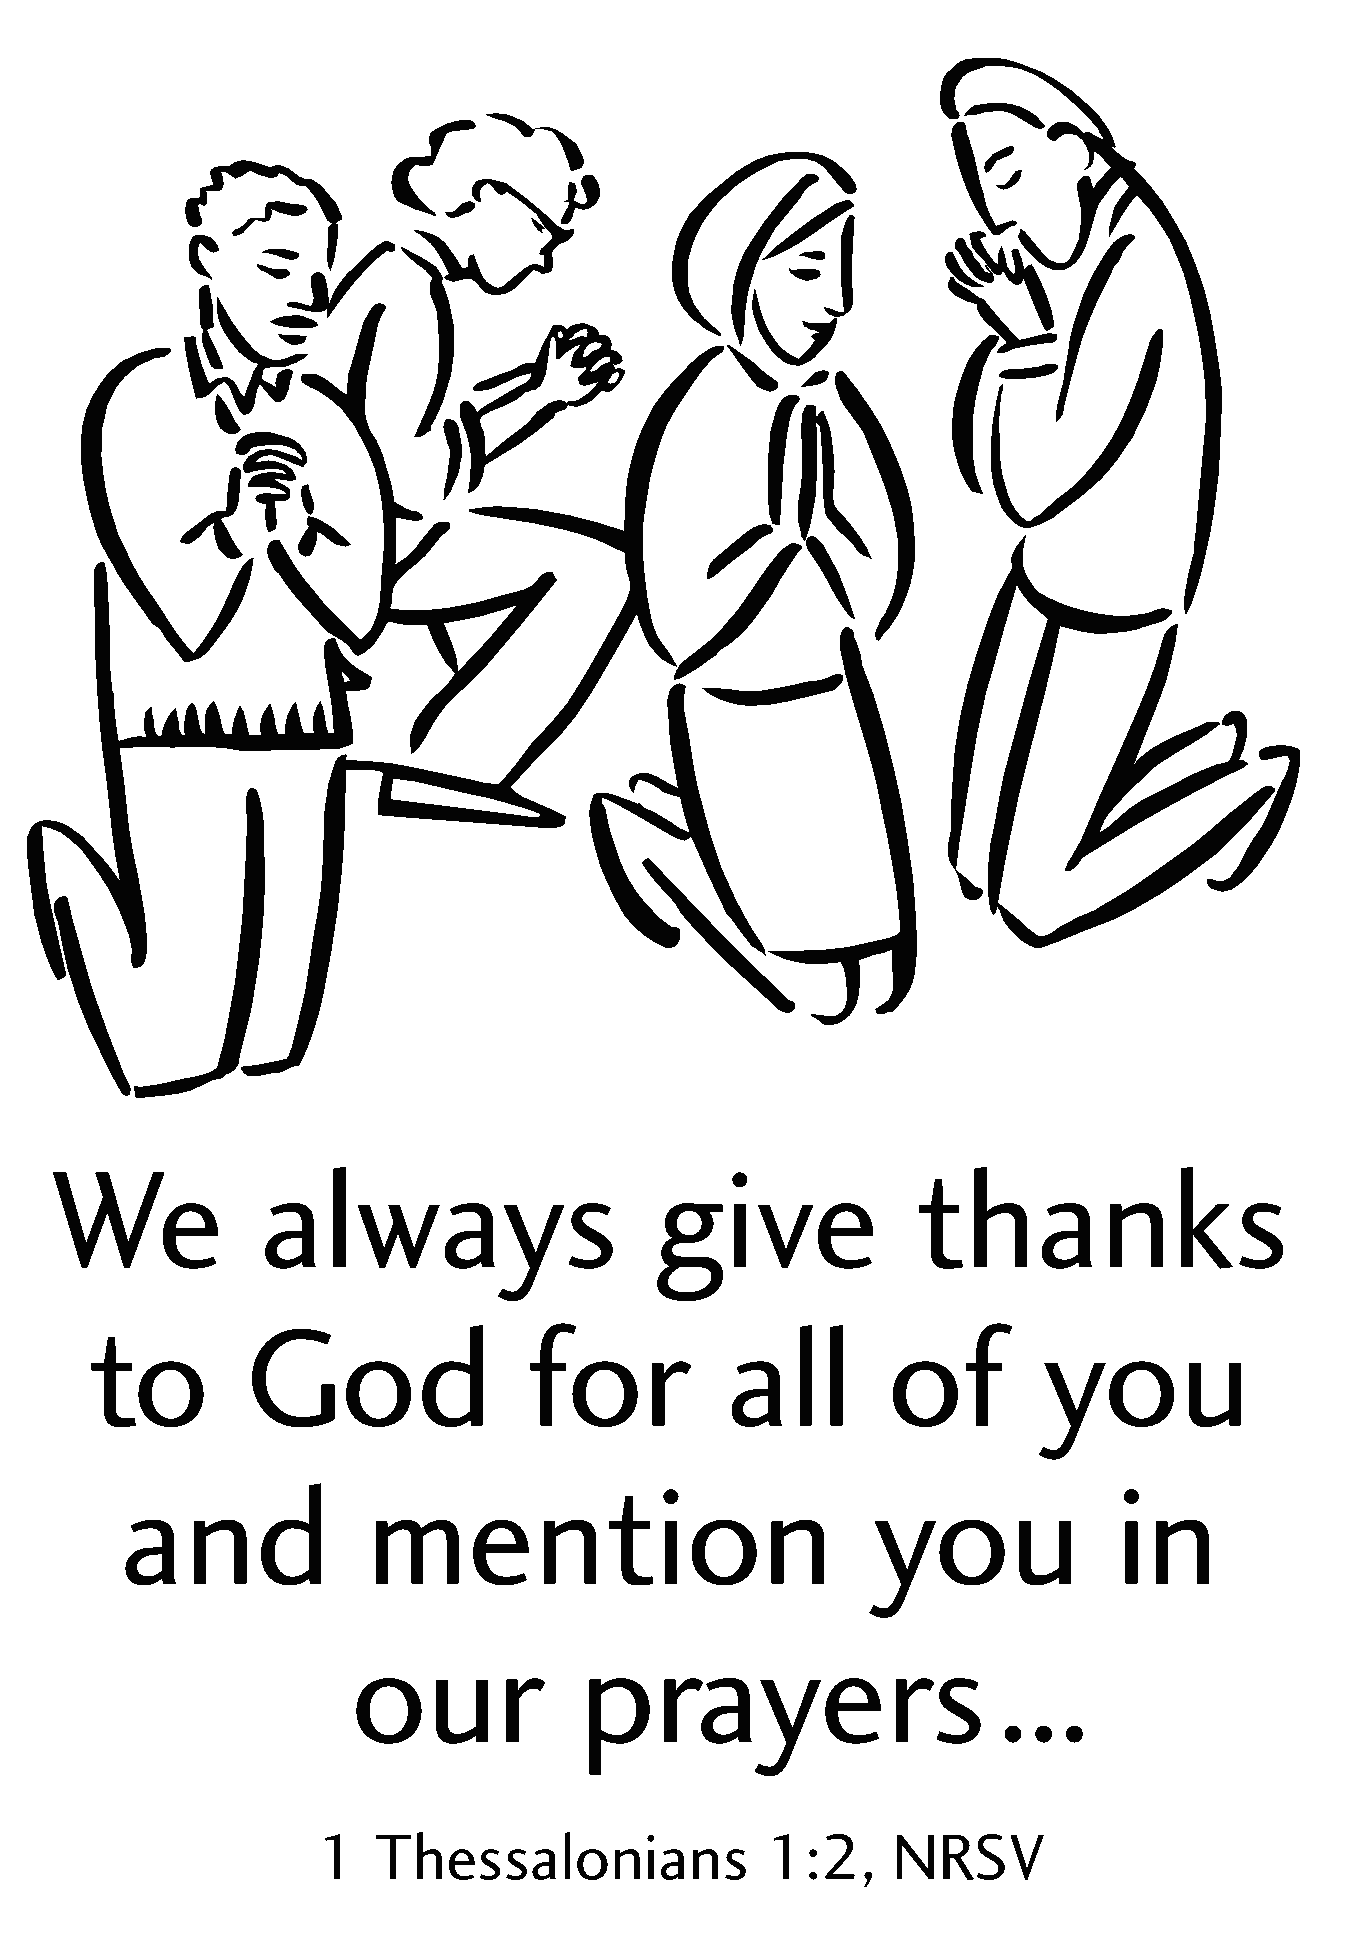 We always give thanks
to God for all of you
and mention you in
our prayers...
1 Thessalonians 1:2, NRSV